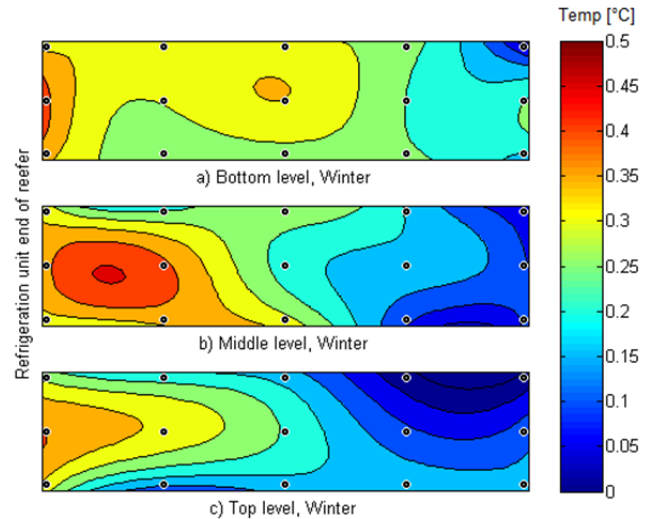 Temp [°C]
0.5
0.45
0.4
0.35
0.3
0.25
0.2
0.15
0.1
0.05
0
Refrigeration unit end of reefer
a) Bottom level, Winter
b) Middle level, Winter
c) Top level, Winter